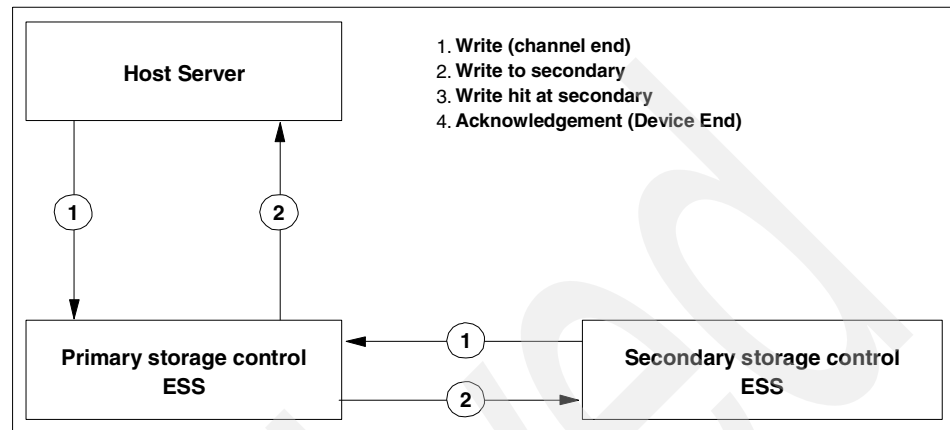 Host Server
1. Write (channel end)
2. Write to secondary
3. Write hit at secondary
4. Acknowledgement (Device End)
1
2
Primary storage control
ESS
1
2
Secondary storage control
ESS